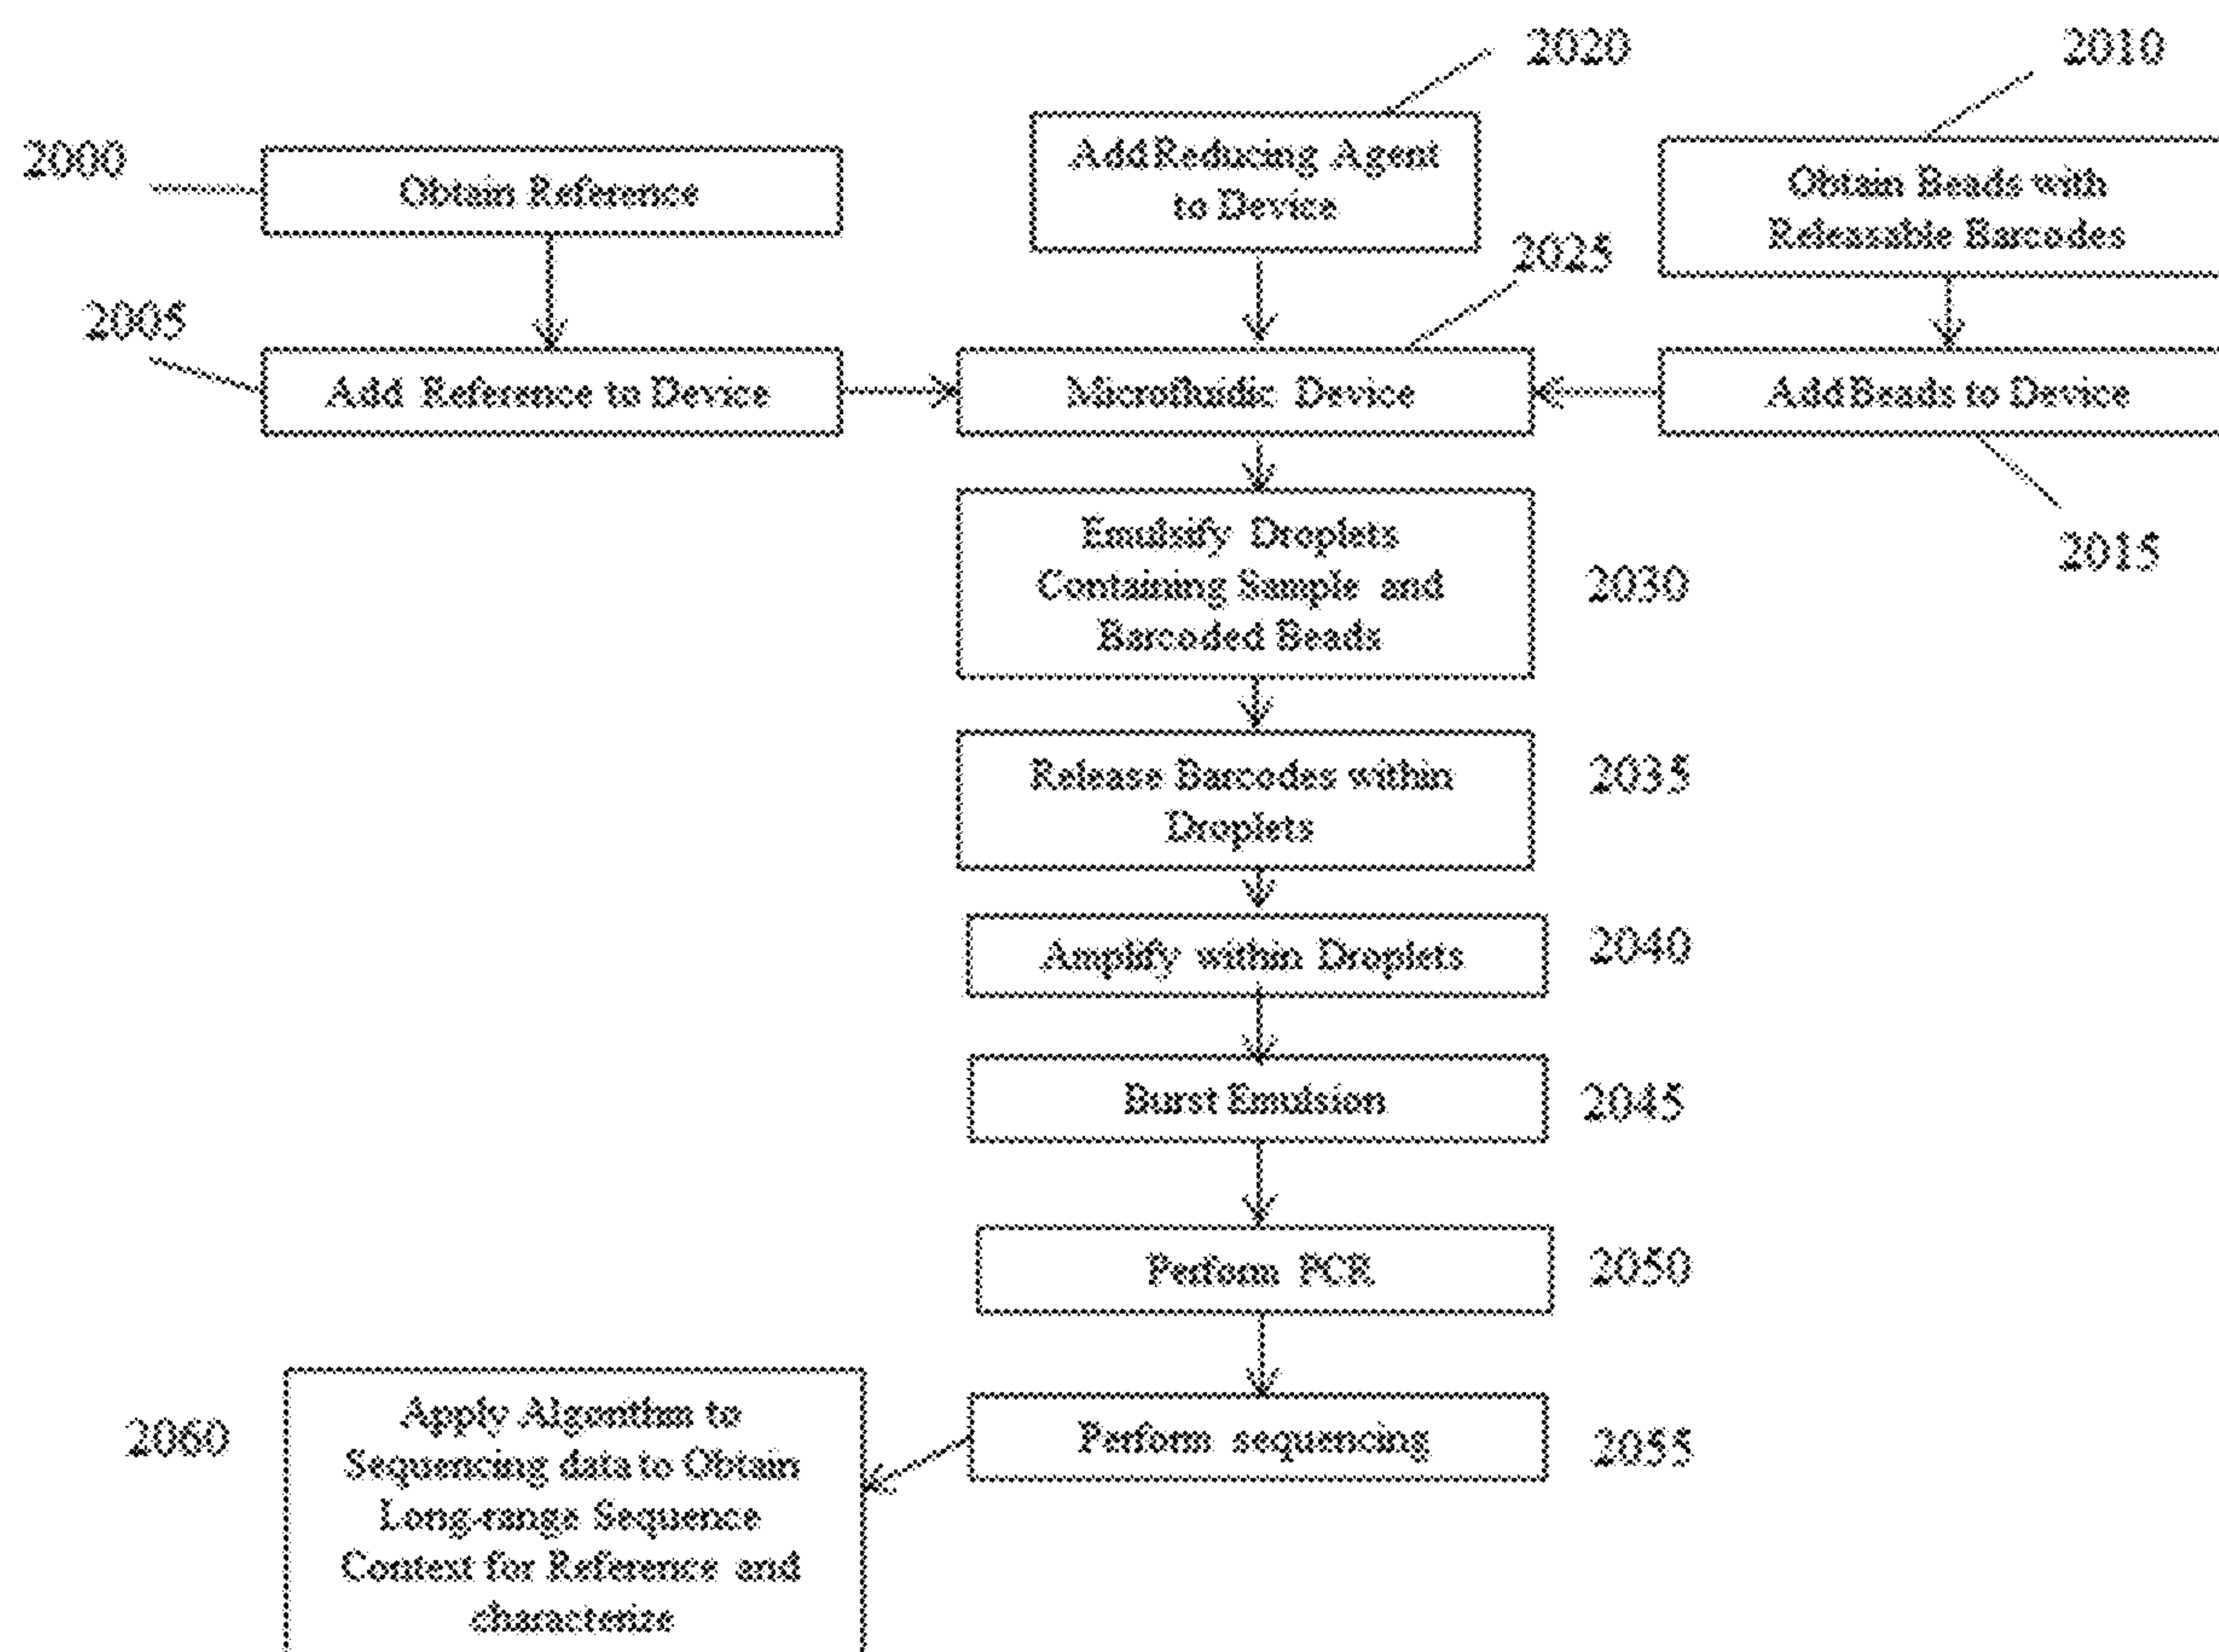 2020
2010
2000
Obtain Reference
Add Reducing Agent
to Device
Obtain Beads with
Releasable Barcodes
2025
2005
Add Reference to Device
Microfluidic Device
Add Beads to Device
2015
Emulsify Droplets
Containing Sample and
Barcoded Beads
2030
Release Barcodes within
Droplets
2035
Amplify within Droplets
2040
Burst Emulsion
2045
Perform PCR
2050
Perform sequencing
2055
2060
Apply Algorithm to
Sequencing data to Obtain
Long-range Sequence
Context for Reference and
characterize